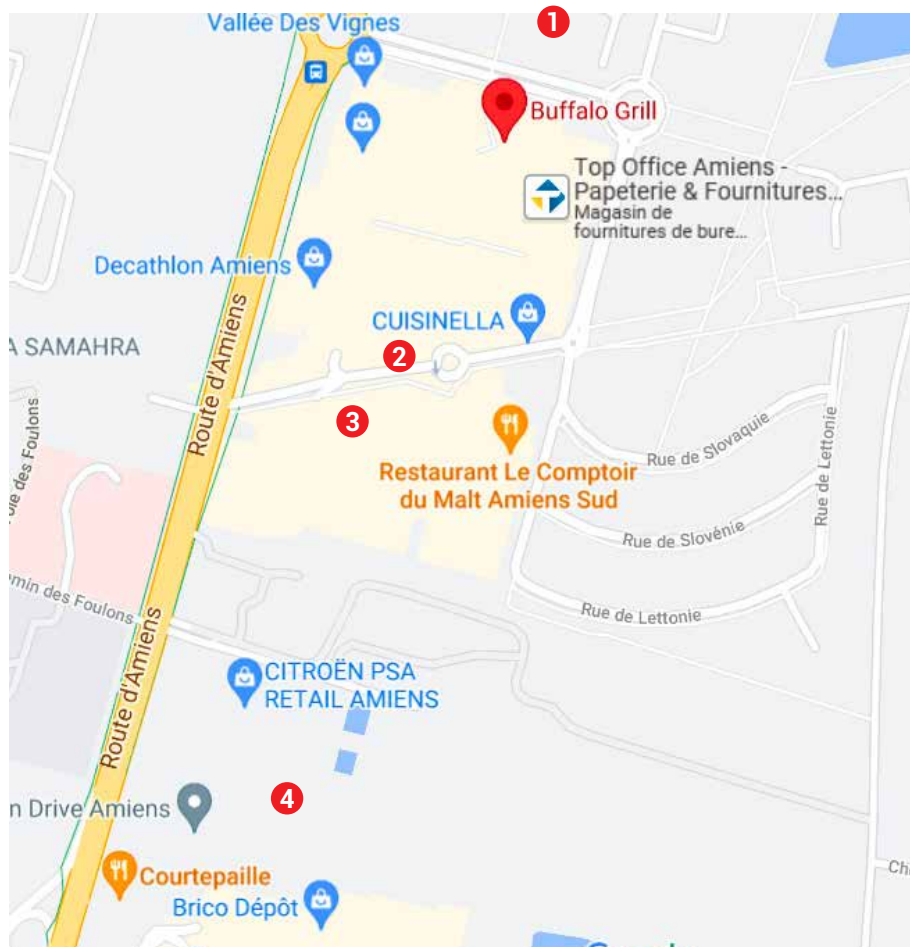 1
Vallée Des Vignes
Buffalo Grill
Top Office Amiens -
Papeterie & Fournitures...
Magasin de
fournitures de bure...
Decathlon Amiens
CUISINELLA
Route d'Amiens
A SAMAHRA
2
3
Restaurant Le Comptoir
du Malt Amiens Sud
Rue de Slovaquie
Rue de Lettonie
Rue de Slovénie
Rue de Lettonie
oie des Foulons
min des Foulons
Route d'Amiens
CITROËN PSA
RETAIL AMIENS
4
n Drive Amiens
Courtepaille
Brico Dépôt
Ch